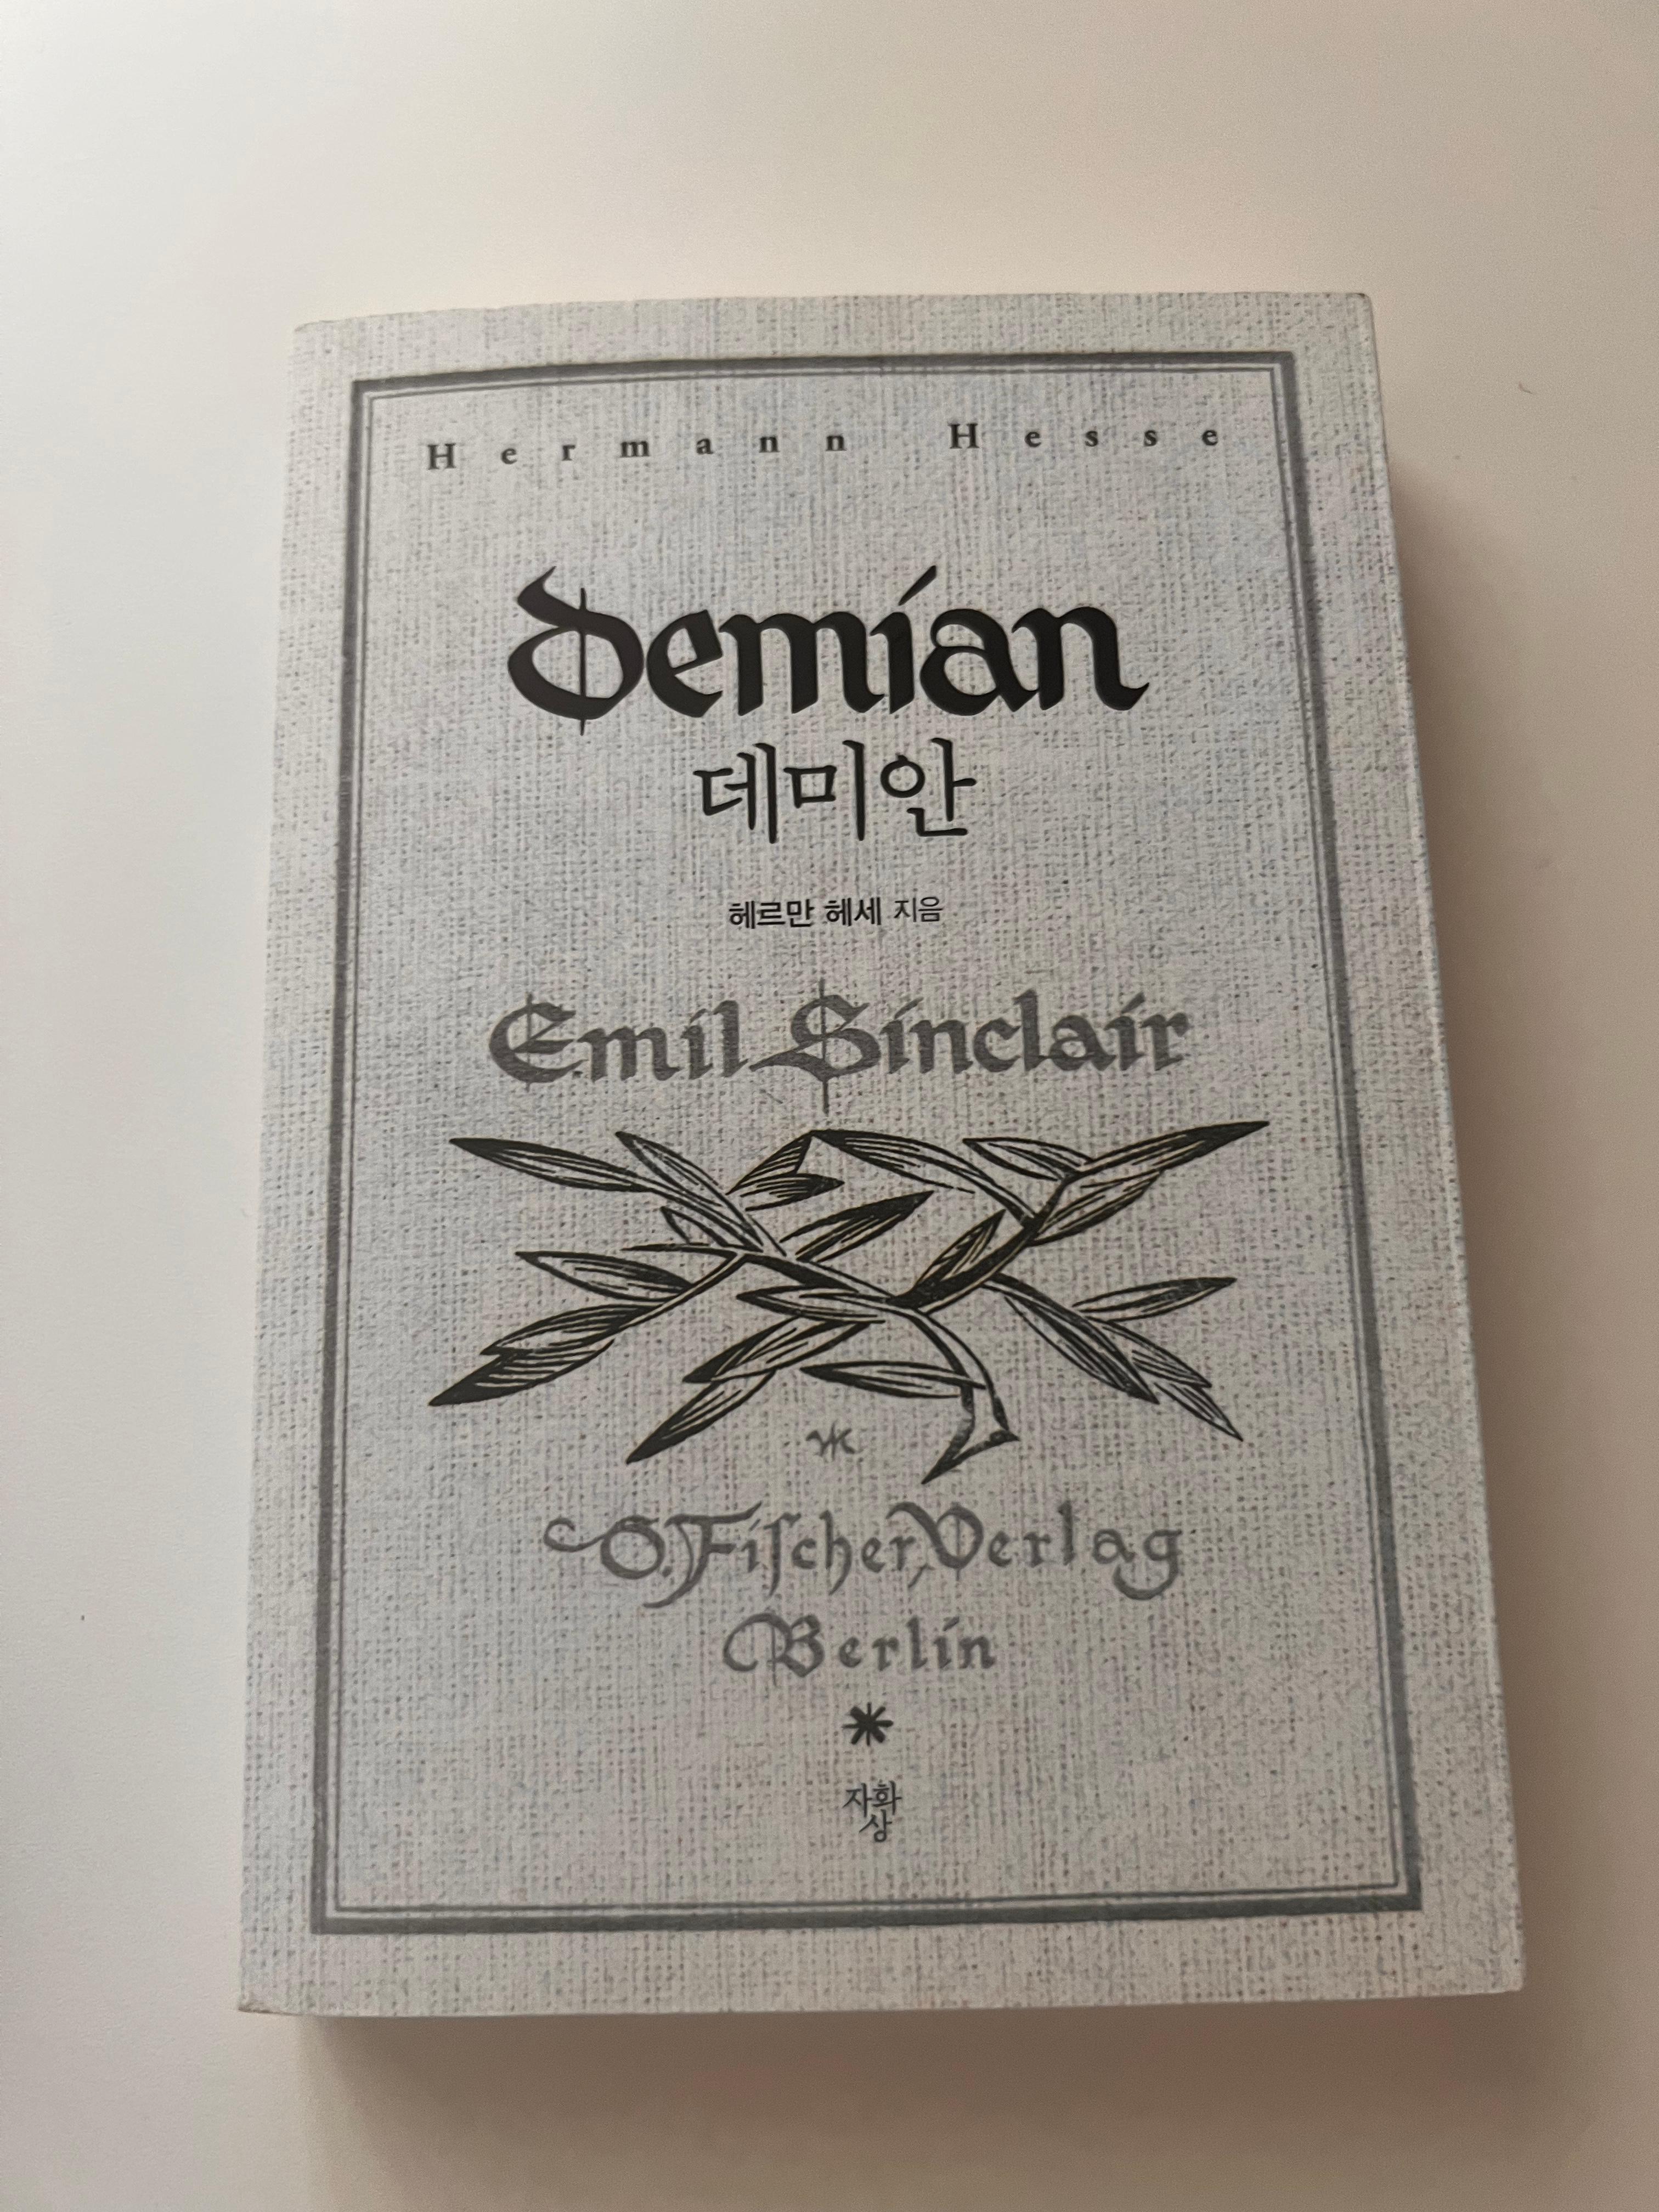 Hermann Hesse
demian
데미안
헤르만 헤세 지음
Emil Sinclair
VK
S. Fischer, Verlag
Berlin
자화
상